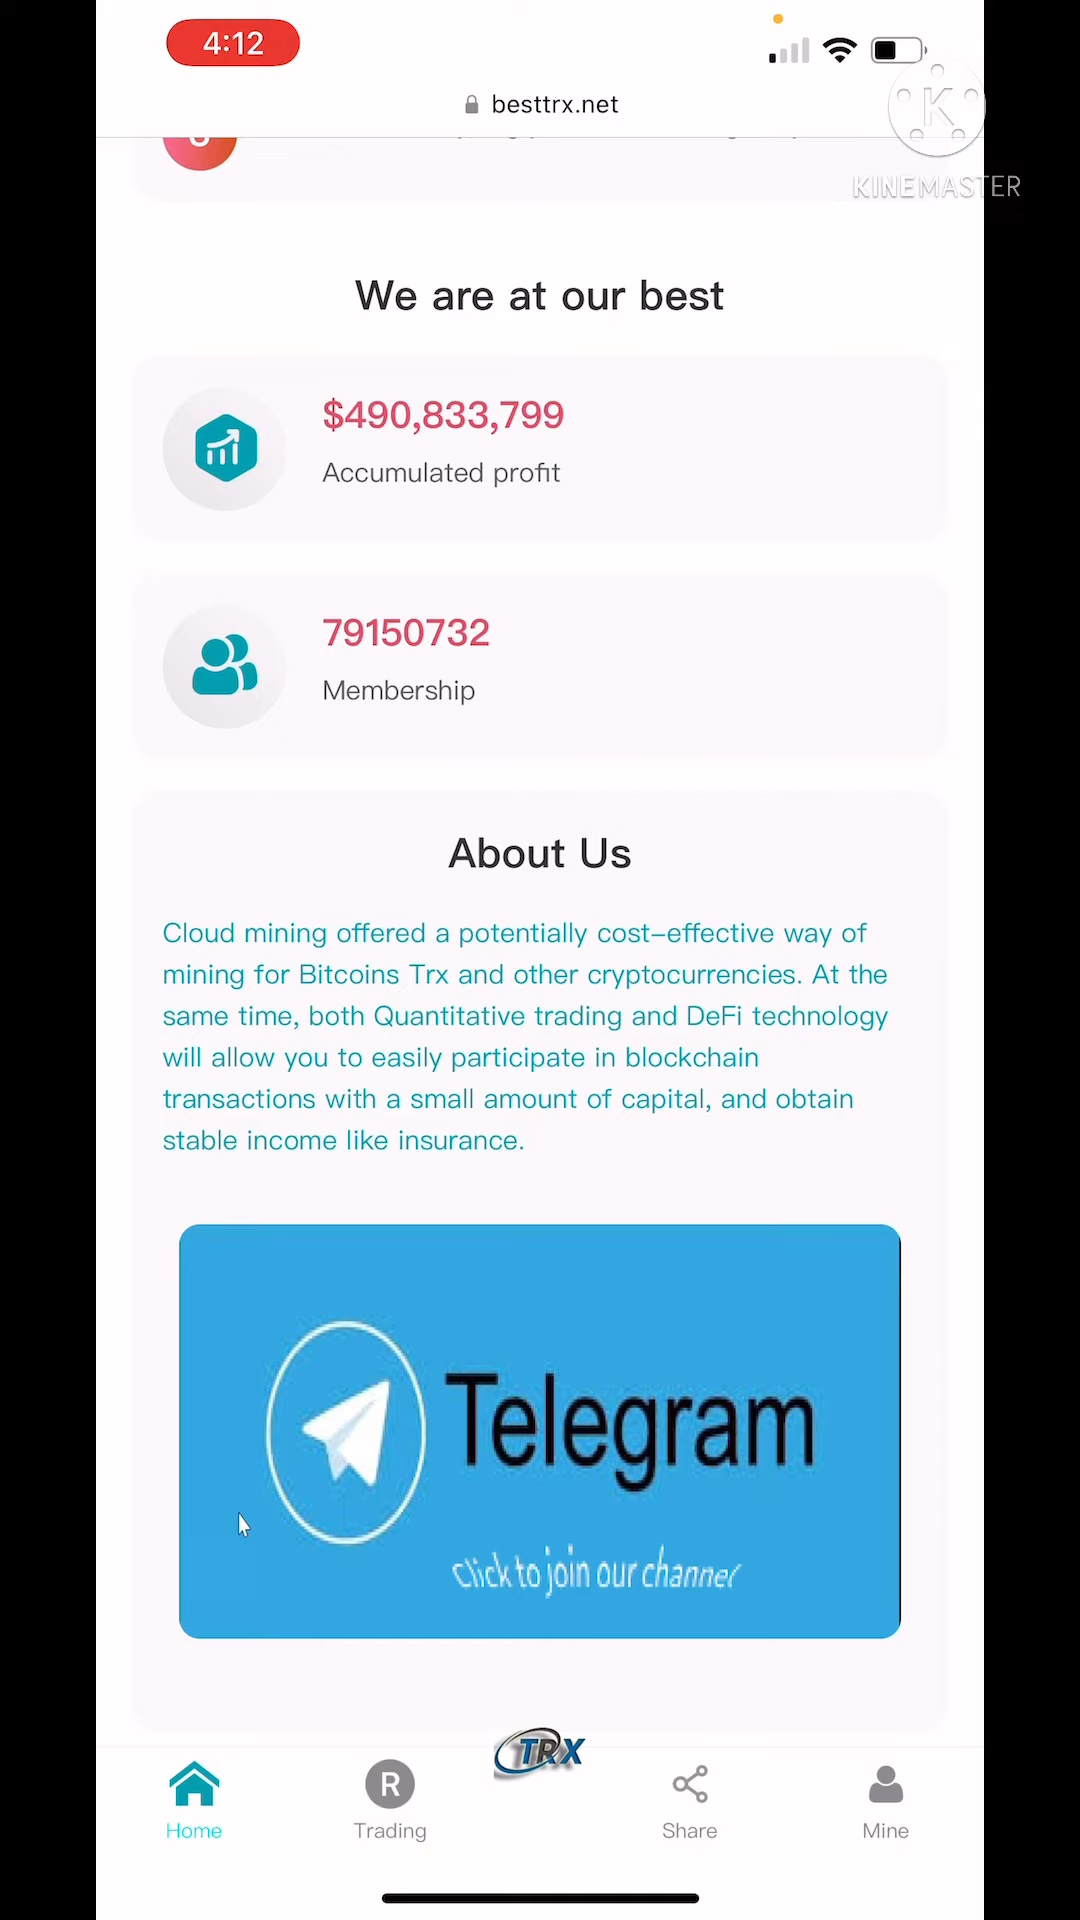 4:12
besttrx.net
KINEMASTER
We are at our best
$490,833,799
Accumulated profit
79150732
Membership
About Us
Cloud mining offered a potentially cost-effective way of
mining for Bitcoins Trx and other cryptocurrencies. At the
same time, both Quantitative trading and DeFi technology
will allow you to easily participate in blockchain
transactions with a small amount of capital, and obtain
stable income like insurance.
Telegram
Click to join our channel
TRX
Home
R
Trading
Share
Mine